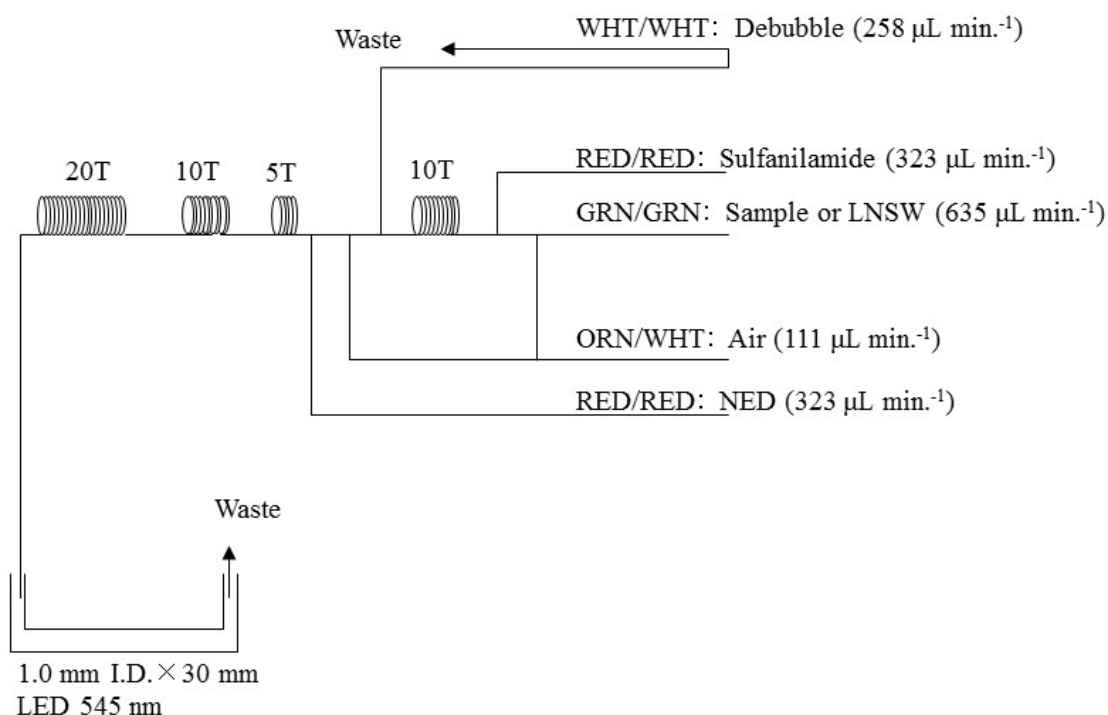 WHT/WHT: Debubble (258 μL min.⁻¹)
Waste
20T
10T
5T
10T
RED/RED: Sulfanilamide (323 μL min.⁻¹)
GRN/GRN: Sample or LNSW (635 μL min.⁻¹)
ORN/WHT: Air (111 μL min.⁻¹)
RED/RED: NED (323 μL min.⁻¹)
Waste
1.0 mm I.D.×30 mm
LED 545 nm